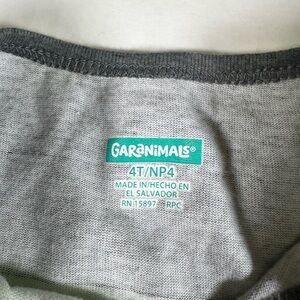 GARANIMALS®
4T/NP4
MADE IN/HECHO EN
EL SALVADOR
RN 15897 RPC